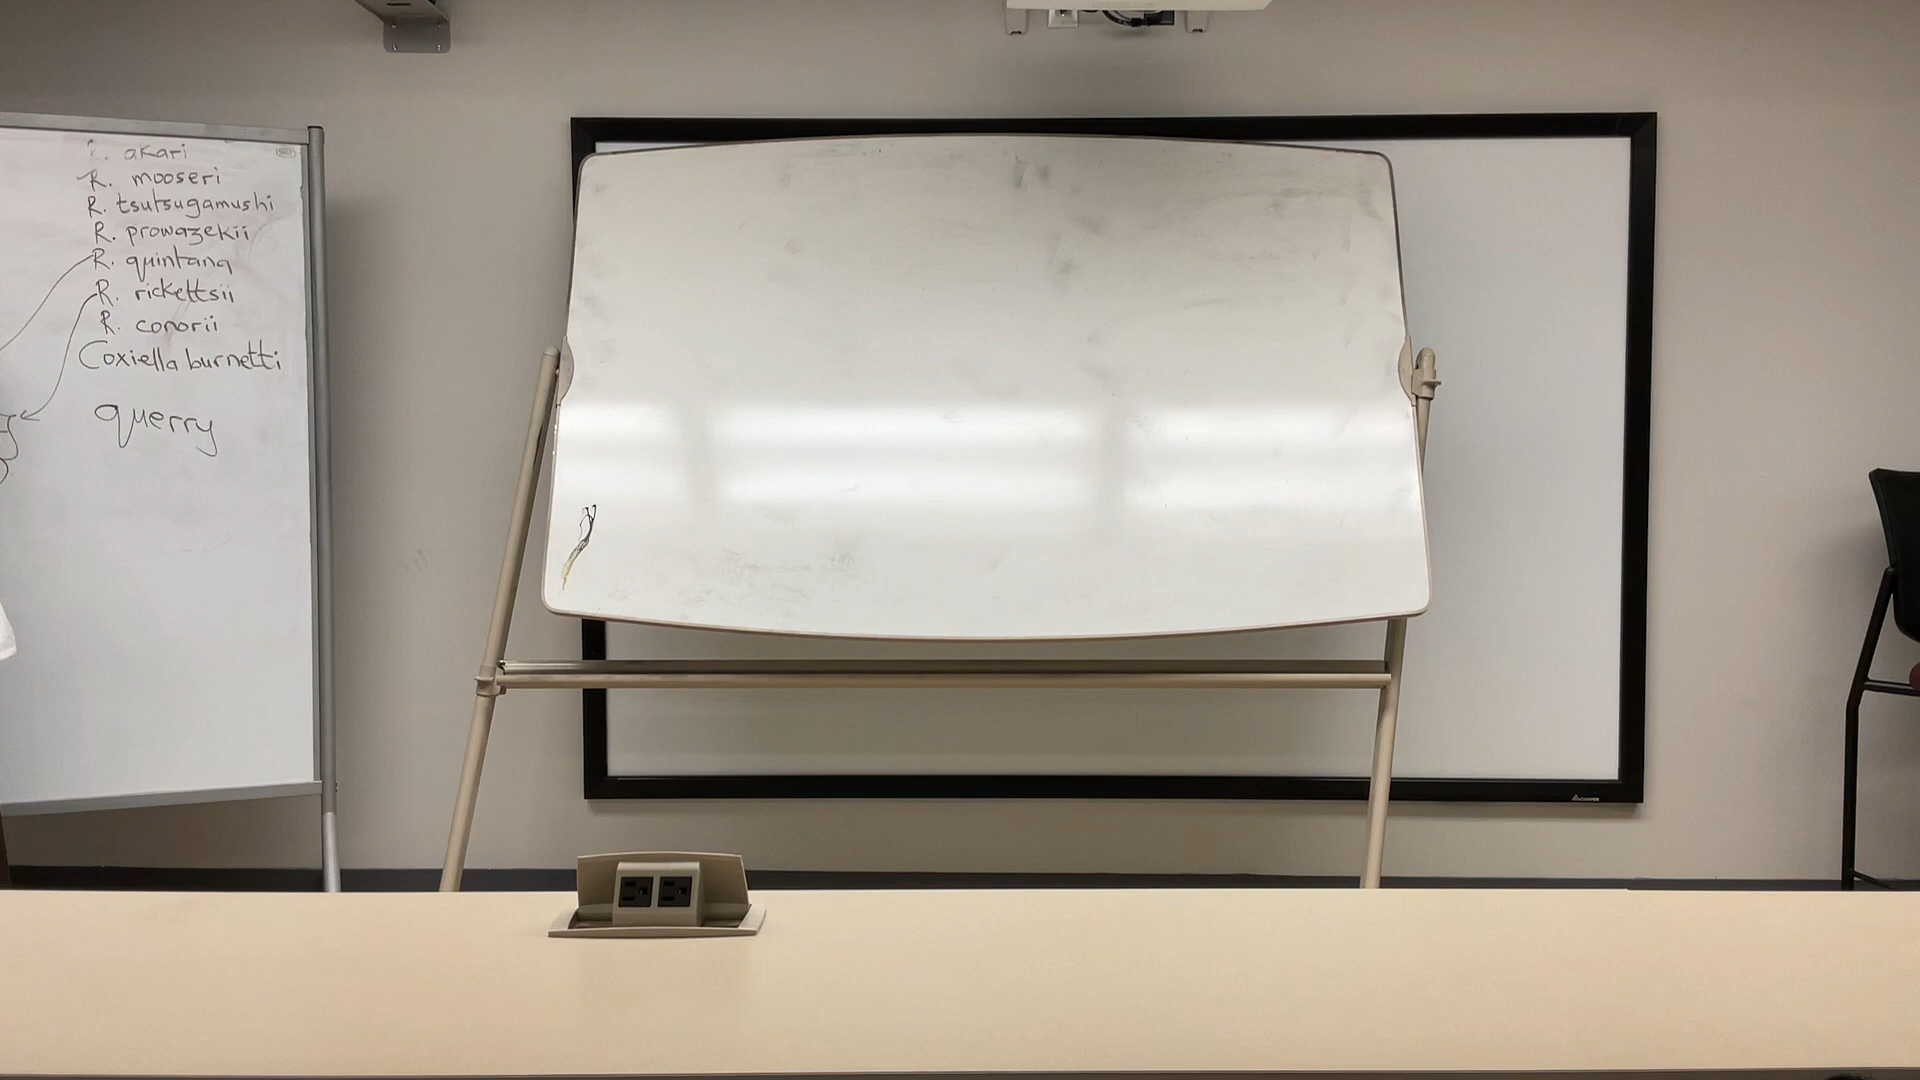 R. akari
R. mooseri
R. tsutsugamushi
R. prowazekii
R. quintana
R. rickettsii
R. conorii
Coxiella burnetti
querry